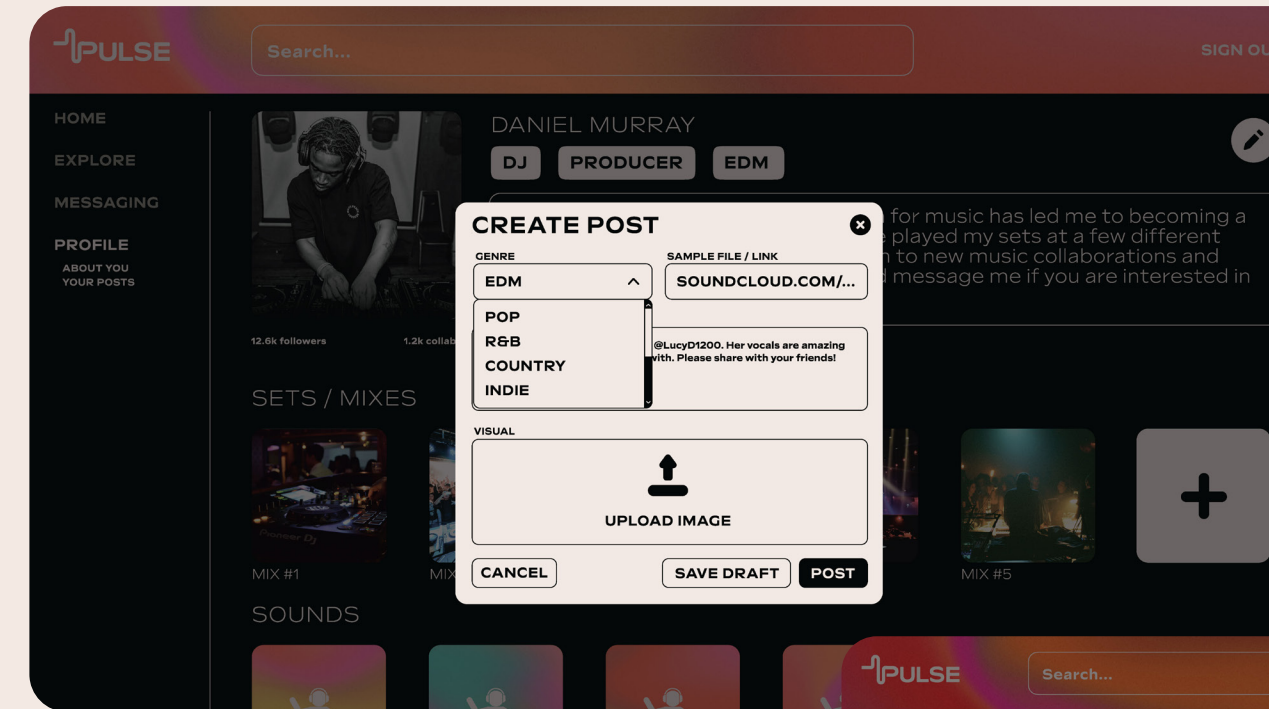 PULSE
Search...
SIGN OU
HOME
EXPLORE
MESSAGING
PROFILE
ABOUT YOU
YOUR POSTS
DANIEL MURRAY
DJ
PRODUCER
EDM
for music has led me to becoming a
played my sets at a few different
to new music collaborations and
message me if you are interested in
12.6k followers
1.2k collab
CREATE POST
GENRE
EDM
POP
R&B
COUNTRY
INDIE
SAMPLE FILE / LINK
SOUNDCLOUD.COM/...
@LucyD1200. Her vocals are amazing
with. Please share with your friends!
VISUAL
UPLOAD IMAGE
CANCEL
SAVE DRAFT
POST
SETS / MIXES
Pioneer Dj
MIX #1
MIX
MIX #5
SOUNDS
PULSE
Search...